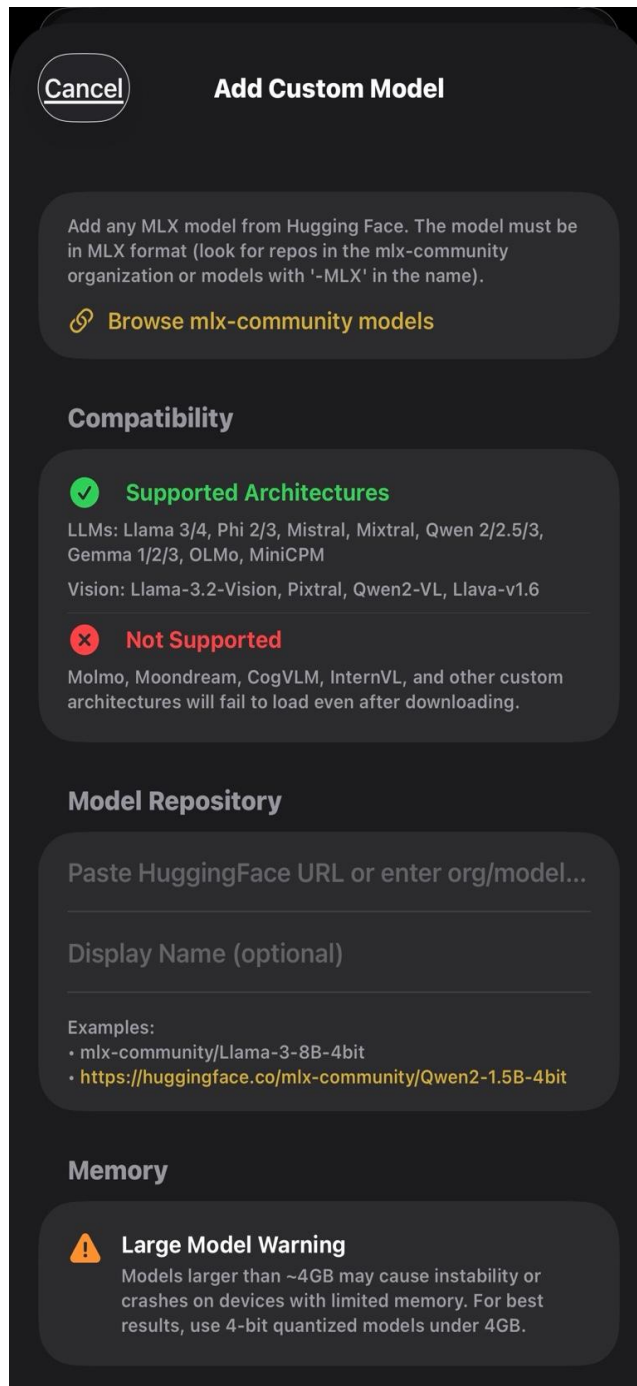 Cancel
Add Custom Model
Add any MLX model from Hugging Face. The model must be
in MLX format (look for repos in the mlx-community
organization or models with '-MLX' in the name).
Browse mlx-community models
Compatibility
Supported Architectures
LLMs: Llama 3/4, Phi 2/3, Mistral, Mixtral, Qwen 2/2.5/3,
Gemma 1/2/3, OLMo, MiniCPM
Vision: Llama-3.2-Vision, Pixtral, Qwen2-VL, Llava-v1.6
Not Supported
Molmo, Moondream, CogVLM, InternVL, and other custom
architectures will fail to load even after downloading.
Model Repository
Paste HuggingFace URL or enter org/model...
Display Name (optional)
Examples:
• mlx-community/Llama-3-8B-4bit
• https://huggingface.co/mlx-community/Qwen2-1.5B-4bit
Memory
Large Model Warning
Models larger than ~4GB may cause instability or
crashes on devices with limited memory. For best
results, use 4-bit quantized models under 4GB.